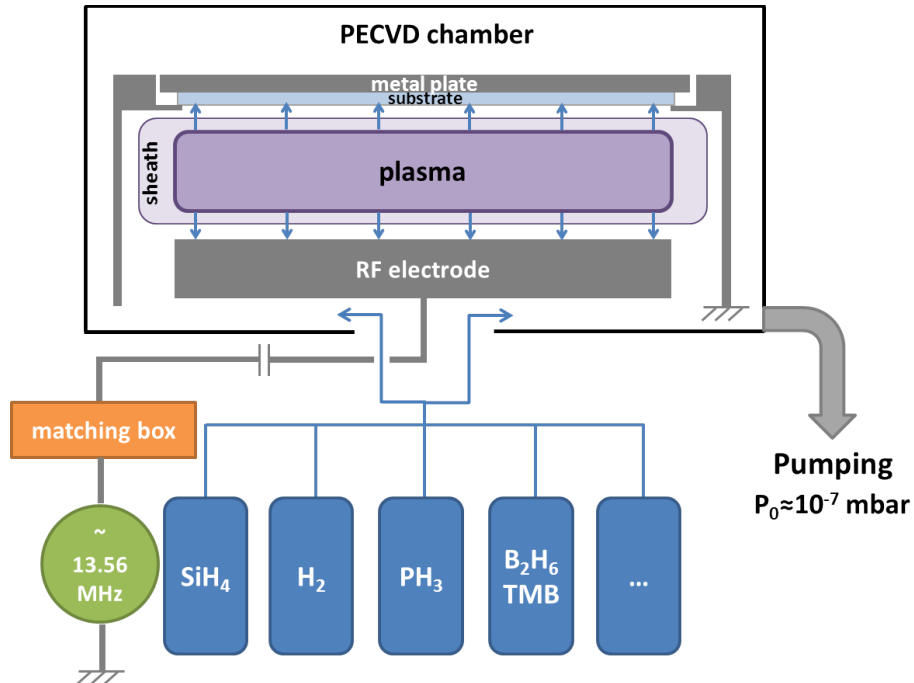 PECVD chamber
metal plate
substrate
sheath
plasma
RF electrode
matching box
Pumping
P₀≈10⁻⁷ mbar
~
13.56
MHz
SiH₄
H₂
PH₃
B₂H₆
TMB
...